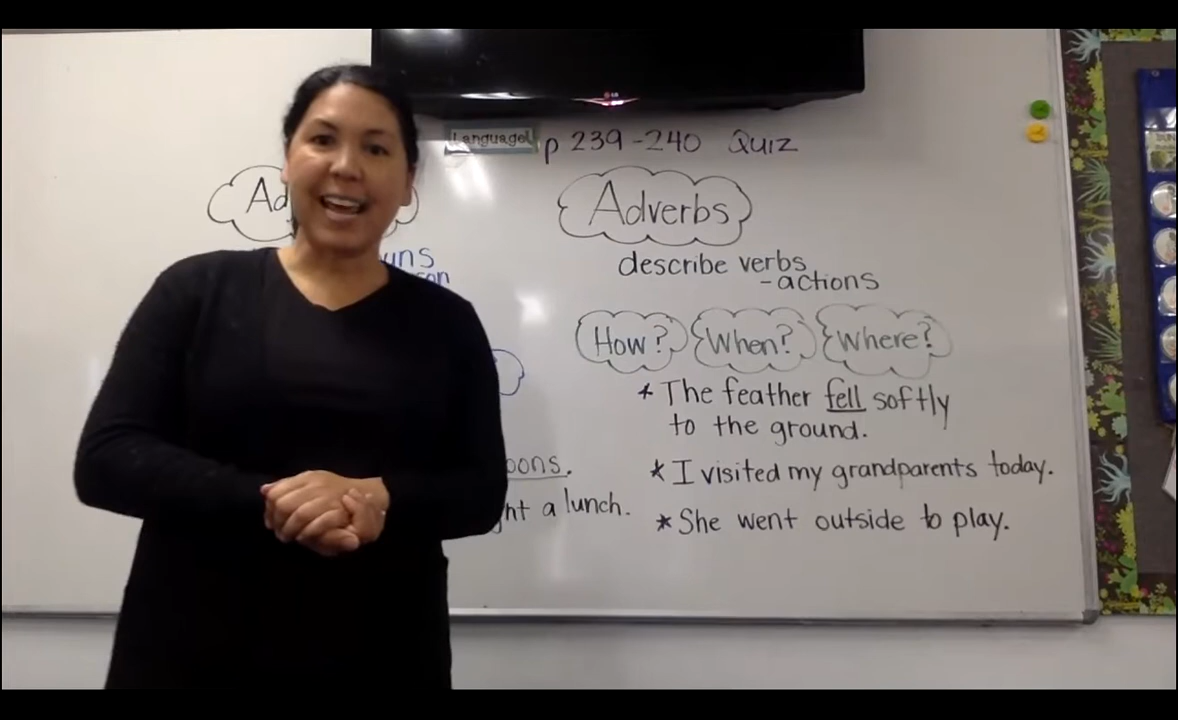 Language!
p 239-240 Quiz
Adverbs
describe verbs
-actions
How? When? Where?
* The feather fell softly
to the ground.
* I visited my grandparents today.
* She went outside to play.
a lunch.
LG